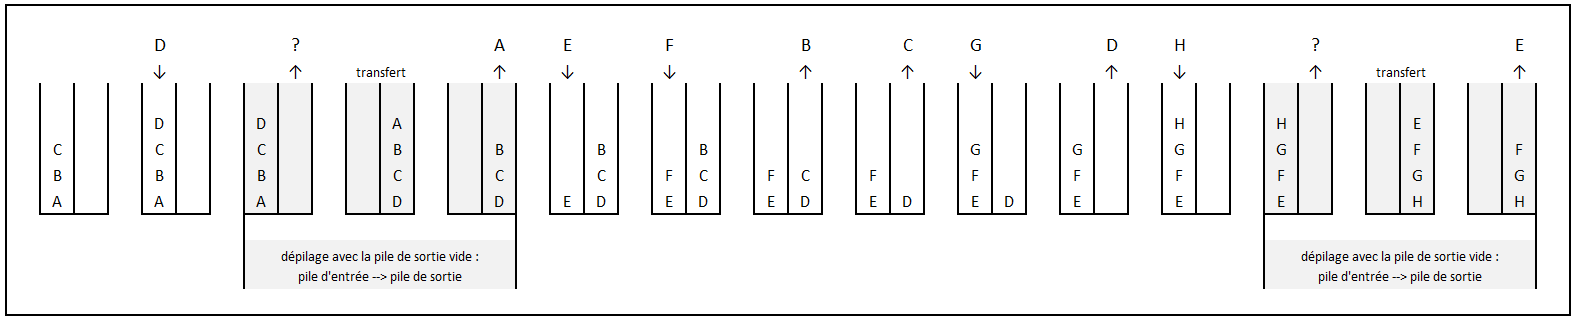 D ? A E F B C G D H ? E
↓ ↑ transfert ↑ ↓ ↓ ↑ ↑ ↓ ↑ ↓ ↑ transfert ↑
D D A H H E
C C C B B B B G G G F F
B B B C C C C F F F C G G G G F F
A A A D D E D E D E D E D E D E E E H H
dépilage avec la pile de sortie vide :
pile d'entrée --> pile de sortie
dépilage avec la pile de sortie vide :
pile d'entrée --> pile de sortie